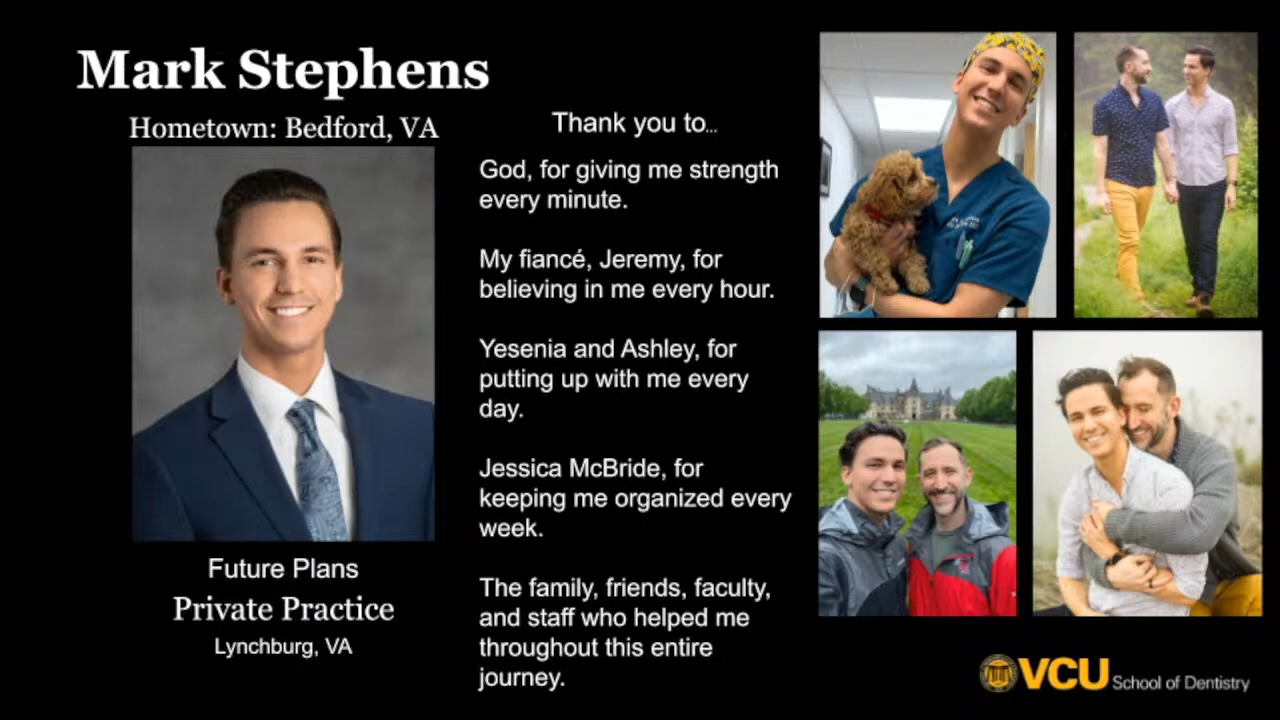 Mark Stephens
Hometown: Bedford, VA
Future Plans
Private Practice
Lynchburg, VA
Thank you to...
God, for giving me strength
every minute.
My fiancé, Jeremy, for
believing in me every hour.
Yesenia and Ashley, for
putting up with me every
day.
Jessica McBride, for
keeping me organized every
week.
The family, friends, faculty,
and staff who helped me
throughout this entire
journey.
VCU School of Dentistry